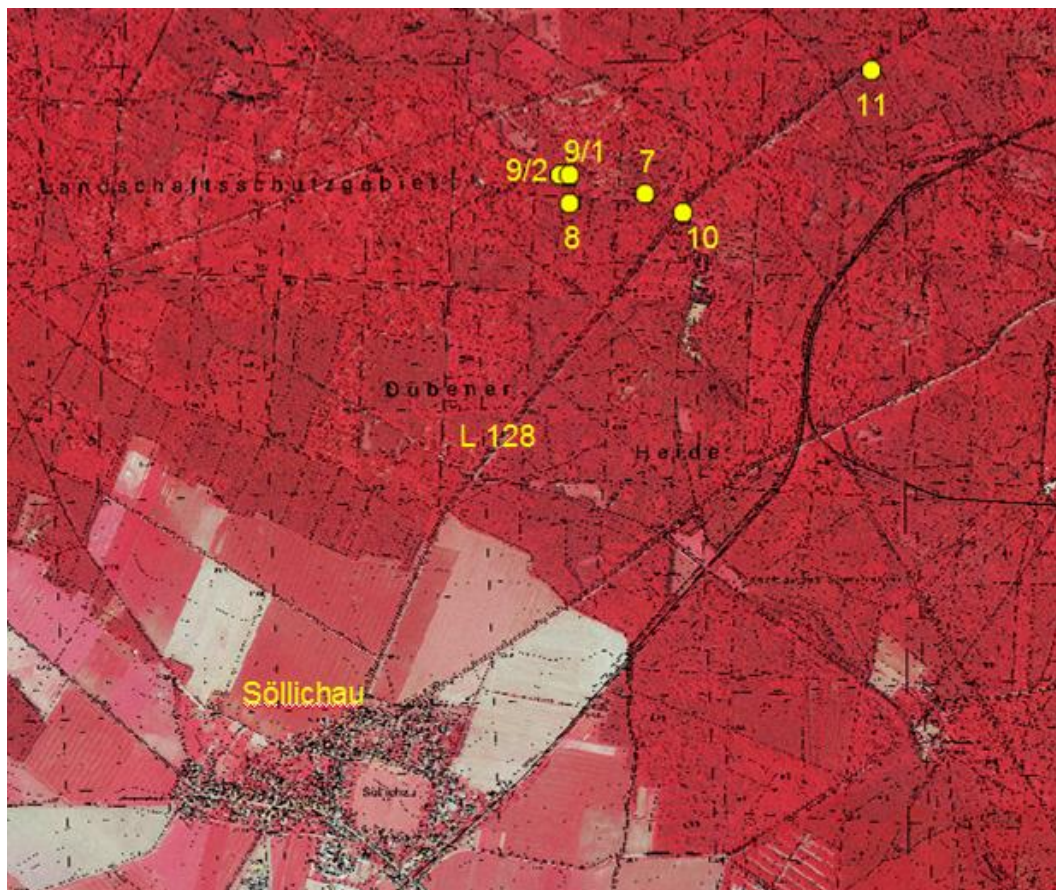 11
9/1
7
9/2
Landschaftsschutzgebiet
8
10
Dübener
L 128
Heide
Söllichau
Söllichau